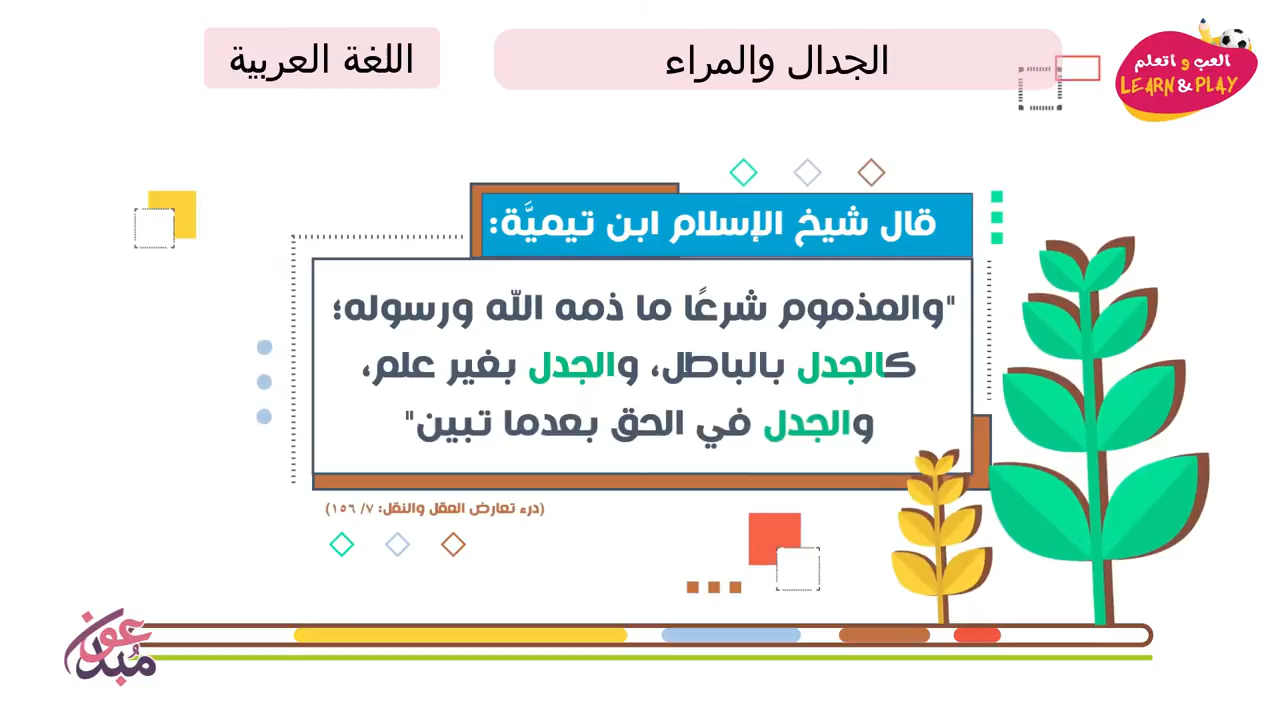 الجدال والمراء
اللغة العربية
العب و اتعلم
LEARN & PLAY
قال شيخ الإسلام ابن تيميَّة:
"والمذموم شرعًا ما ذمه الله ورسوله؛
كالجدل بالباطل، والجدل بغير علم،
والجدل في الحق بعدما تبين"
(درء تعارض العقل والنقل: ٧/ ١٥٦)
مُبدعون